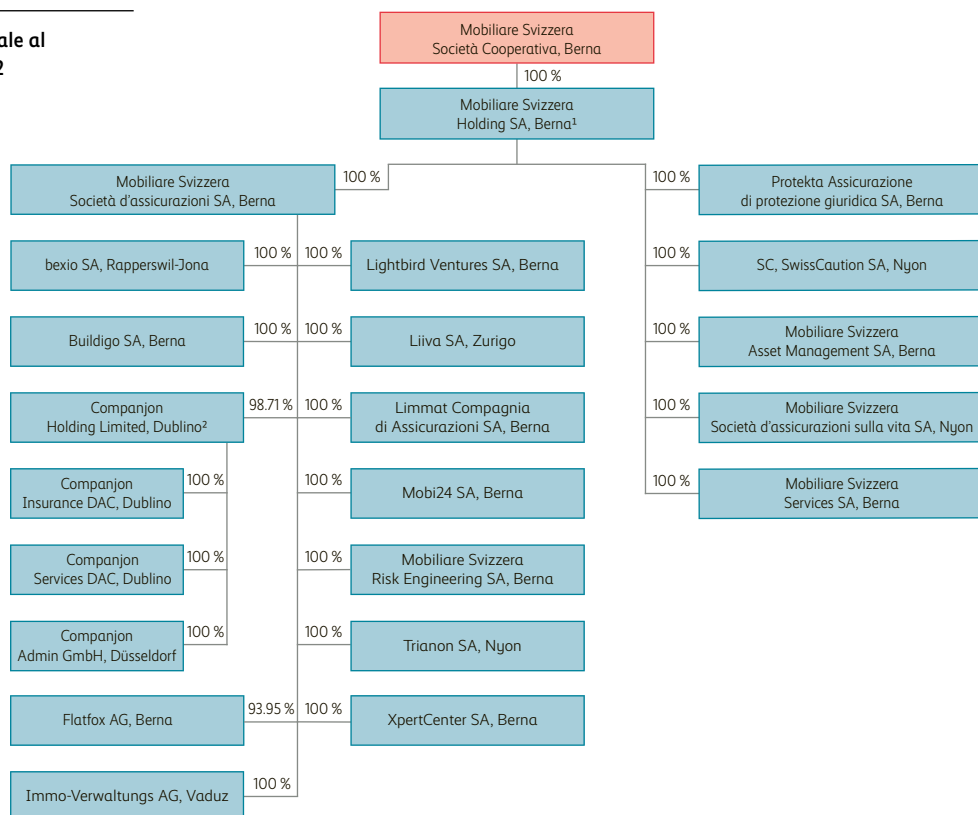 ale al
2
Mobiliare Svizzera
Società Cooperativa, Berna
100 %
Mobiliare Svizzera
Holding SA, Berna¹
Mobiliare Svizzera
Società d'assicurazioni SA, Berna
100 %
100 %
Protekta Assicurazione
di protezione giuridica SA, Berna
bexio SA, Rapperswil-Jona
100 %
100 %
Lightbird Ventures SA, Berna
100 %
SC, SwissCaution SA, Nyon
Buildigo SA, Berna
100 %
100 %
Liiva SA, Zurigo
100 %
Mobiliare Svizzera
Asset Management SA, Berna
Companjon
Holding Limited, Dublino²
98.71 %
100 %
Limmat Compagnia
di Assicurazioni SA, Berna
100 %
Mobiliare Svizzera
Società d'assicurazioni sulla vita SA, Nyon
Companjon
Insurance DAC, Dublino
100 %
100 %
Mobi24 SA, Berna
100 %
Mobiliare Svizzera
Services SA, Berna
Companjon
Services DAC, Dublino
100 %
100 %
Mobiliare Svizzera
Risk Engineering SA, Berna
Companjon
Admin GmbH, Düsseldorf
100 %
100 %
Trianon SA, Nyon
Flatfox AG, Berna
93.95 %
100 %
XpertCenter SA, Berna
Immo-Verwaltungs AG, Vaduz
100 %